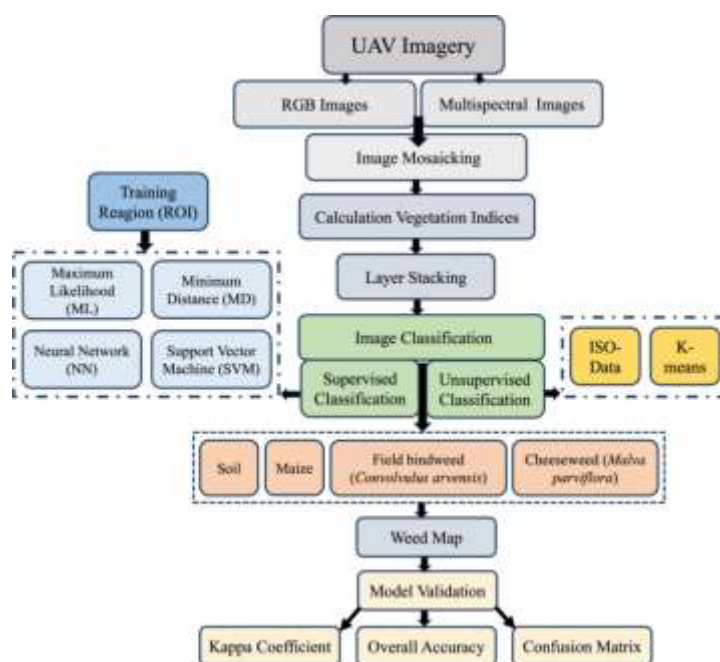 UAV Imagery
RGB Images
Multispectral Images
Image Mosaicking
Training
Reagion (ROI)
Calculation Vegetation Indices
Layer Stacking
Maximum
Likelihood
(ML)
Minimum
Distance (MD)
Neural Network
(NN)
Support Vector
Machine (SVM)
Image Classification
Supervised
Classification
Unsupervised
Classification
ISO-
Data
K-
means
Soil
Maize
Field bindweed
(Convolvulus arvensis)
Cheeseweed (Malva
parviflora)
Weed Map
Model Validation
Kappa Coefficient
Overall Accuracy
Confusion Matrix